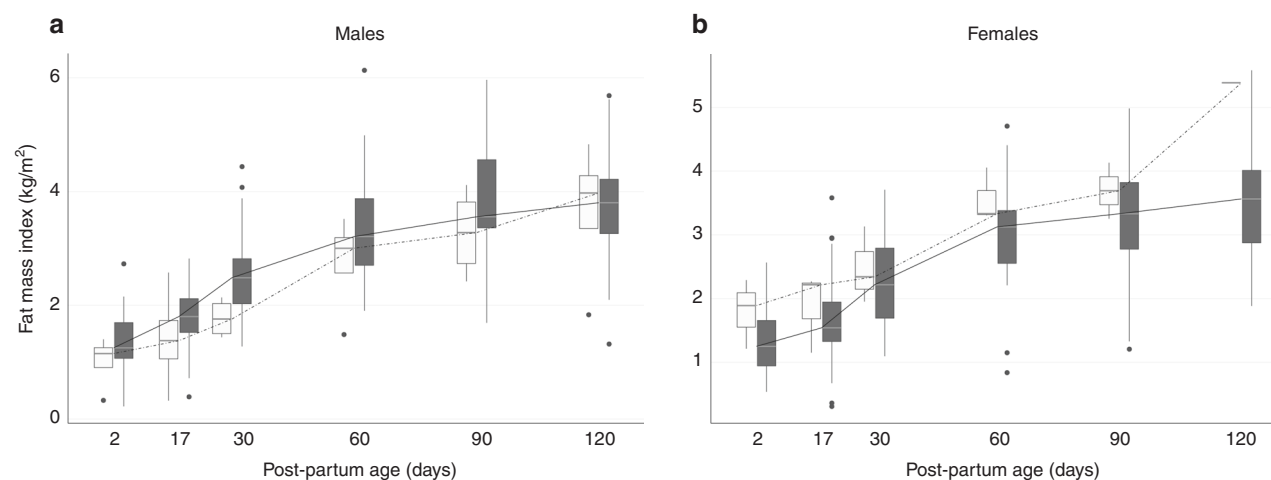 a
Males
Fat mass index (kg/m²)
6
4
2
0
2 17 30 60 90 120
Post-partum age (days)
b
Females
5
4
3
2
1
2 17 30 60 90 120
Post-partum age (days)